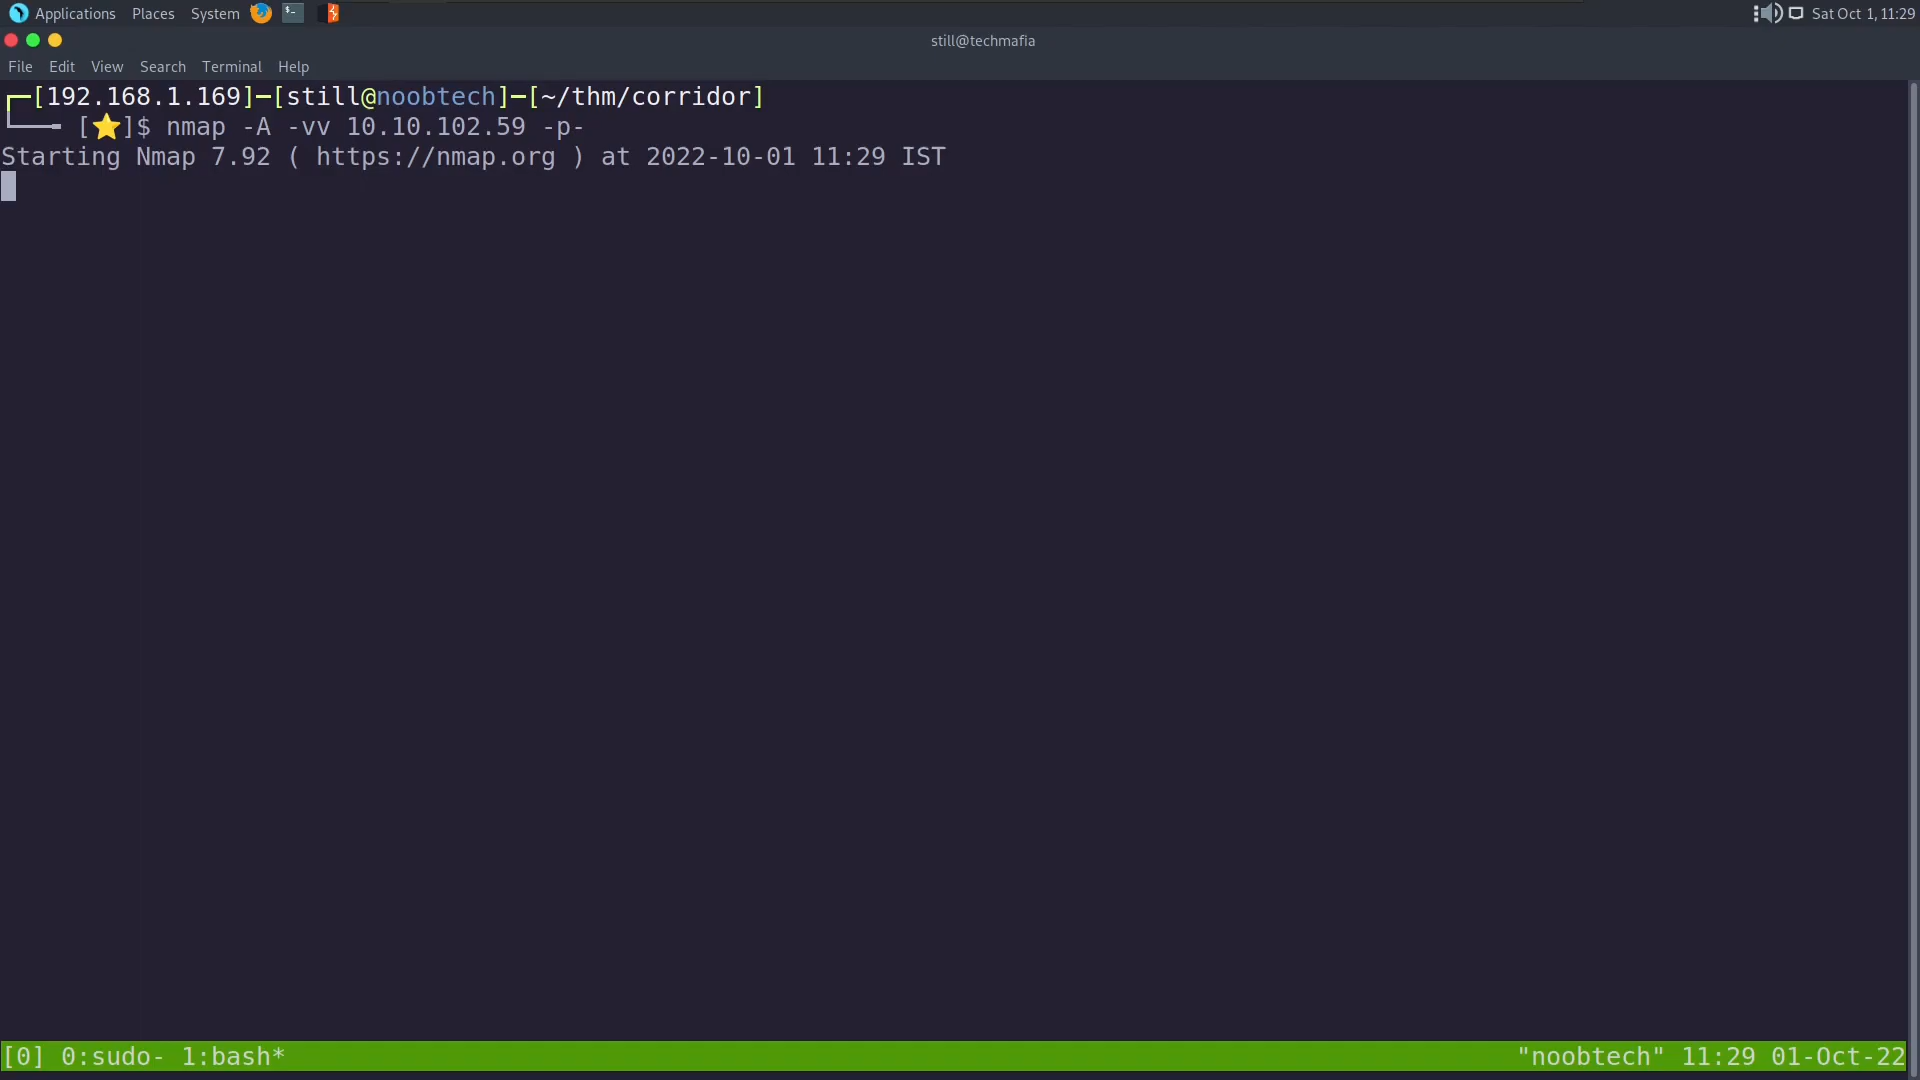 Applications Places System Sat Oct 1, 11:29
still@techmafia
File Edit View Search Terminal Help
┌─[192.168.1.169]─[still@noobtech]─[~/thm/corridor]
└──╼ [⭐]$ nmap -A -vv 10.10.102.59 -p-
Starting Nmap 7.92 ( https://nmap.org ) at 2022-10-01 11:29 IST
[0] 0:sudo- 1:bash* "noobtech" 11:29 01-Oct-22